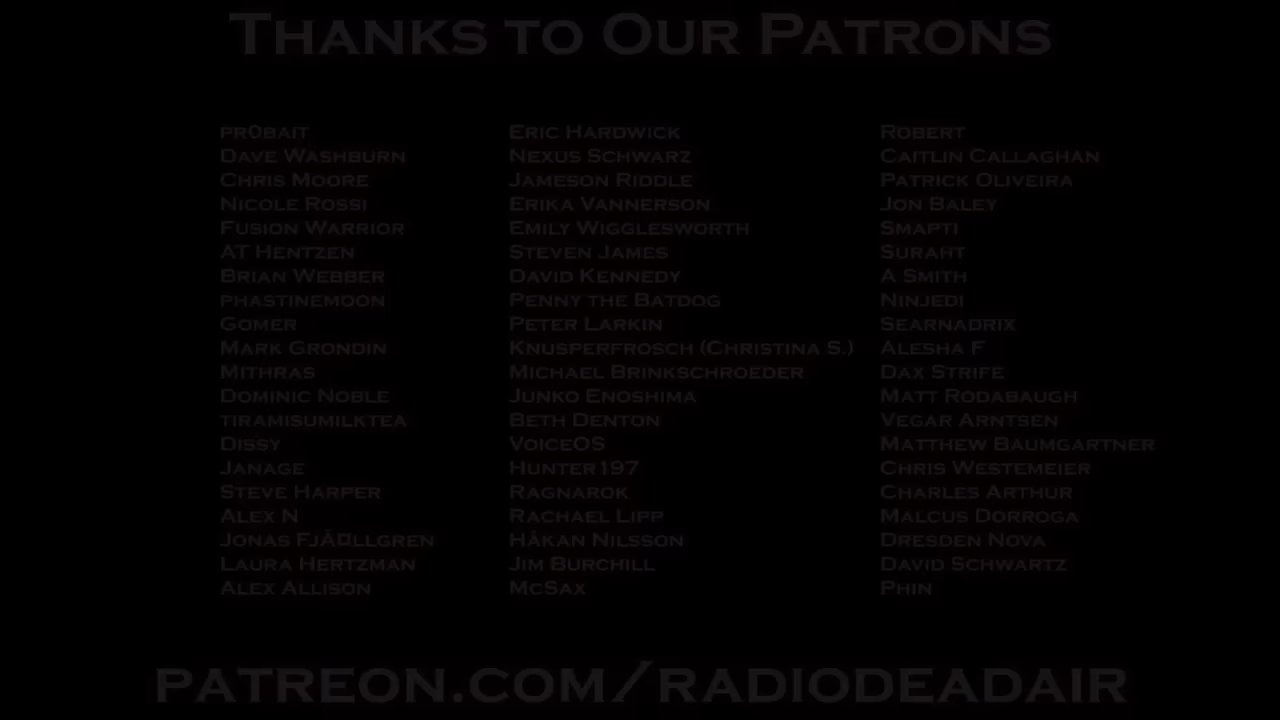 Thanks to Our Patrons
pr0bait
Dave Washburn
Chris Moore
Nicole Rossi
Fusion Warrior
AT Hentzen
Brian Webber
phastinemoon
Gomer
Mark Grondin
Mithras
Dominic Noble
tiramisumilktea
Dissy
Janage
Steve Harper
Alex N
Jonas FjÃ¤llgren
Laura Hertzman
Alex Allison
Eric Hardwick
Nexus Schwarz
Jameson Riddle
Erika Vannerson
Emily Wigglesworth
Steven James
David Kennedy
Penny the Batdog
Peter Larkin
Knusperfrosch (Christina S.)
Michael Brinkschroeder
Junko Enoshima
Beth Denton
VoiceOS
Hunter197
Ragnarok
Rachael Lipp
Håkan Nilsson
Jim Burchill
McSax
Robert
Caitlin Callaghan
Patrick Oliveira
Jon Baley
Smapti
Suraht
A Smith
Ninjedi
Searnadrix
Alesha F
Dax Strife
Matt Rodabaugh
Vegar Arntsen
Matthew Baumgartner
Chris Westemeier
Charles Arthur
Malcus Dorroga
Dresden Nova
David Schwartz
Phin
patreon.com/radiodeadair